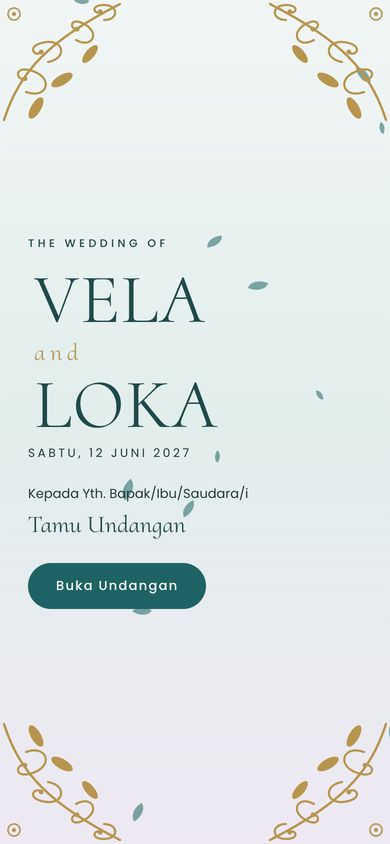 THE WEDDING OF
VELA
and
LOKA
SABTU, 12 JUNI 2027
Kepada Yth. Bapak/Ibu/Saudara/i
Tamu Undangan
Buka Undangan